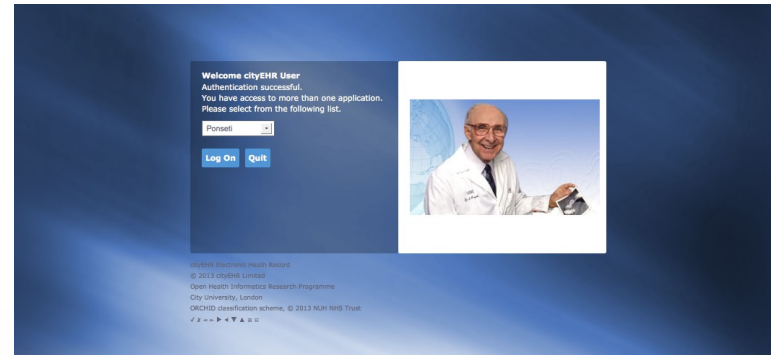 Welcome cityEHR User
Authentication successful.
You have access to more than one application.
Please select from the following list.
Ponseti
Log On Quit
cityEHR Electronic Health Record
© 2013 cityEHR Limited
Open Health Informatics Research Programme
City University, London
ORCHID classification scheme, © 2013 NUH NHS Trust